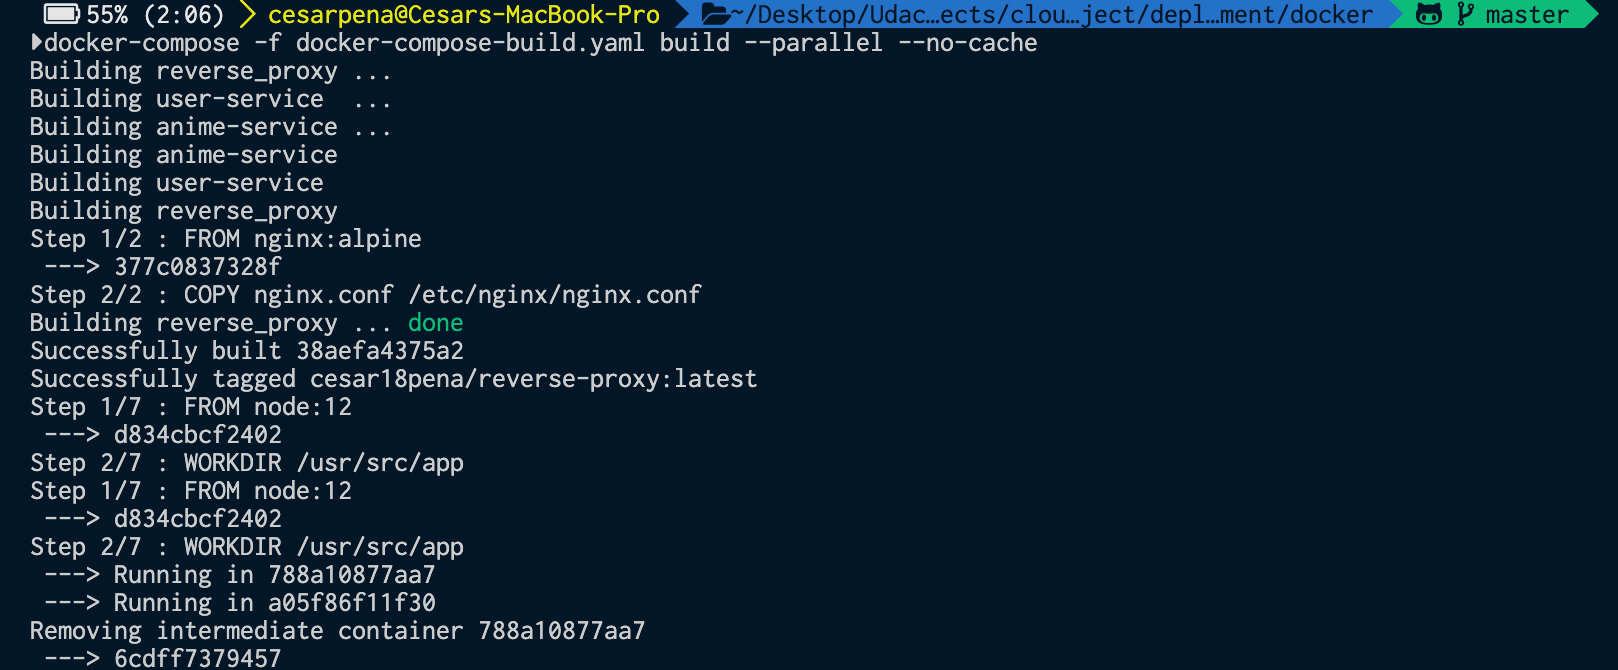 55% (2:06) cesarpena@Cesars-MacBook-Pro ~/Desktop/Udac…ects/clou…ject/depl…ment/docker master
docker-compose -f docker-compose-build.yaml build --parallel --no-cache
Building reverse_proxy ...
Building user-service  ...
Building anime-service ...
Building anime-service
Building user-service
Building reverse_proxy
Step 1/2 : FROM nginx:alpine
 ---> 377c0837328f
Step 2/2 : COPY nginx.conf /etc/nginx/nginx.conf
Building reverse_proxy ... done
Successfully built 38aefa4375a2
Successfully tagged cesar18pena/reverse-proxy:latest
Step 1/7 : FROM node:12
 ---> d834cbcf2402
Step 2/7 : WORKDIR /usr/src/app
Step 1/7 : FROM node:12
 ---> d834cbcf2402
Step 2/7 : WORKDIR /usr/src/app
 ---> Running in 788a10877aa7
 ---> Running in a05f86f11f30
Removing intermediate container 788a10877aa7
 ---> 6cdff7379457